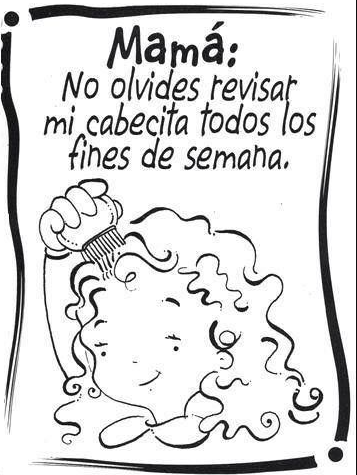 Mamá:
No olvides revisar
mi cabecita todos los
fines de semana.